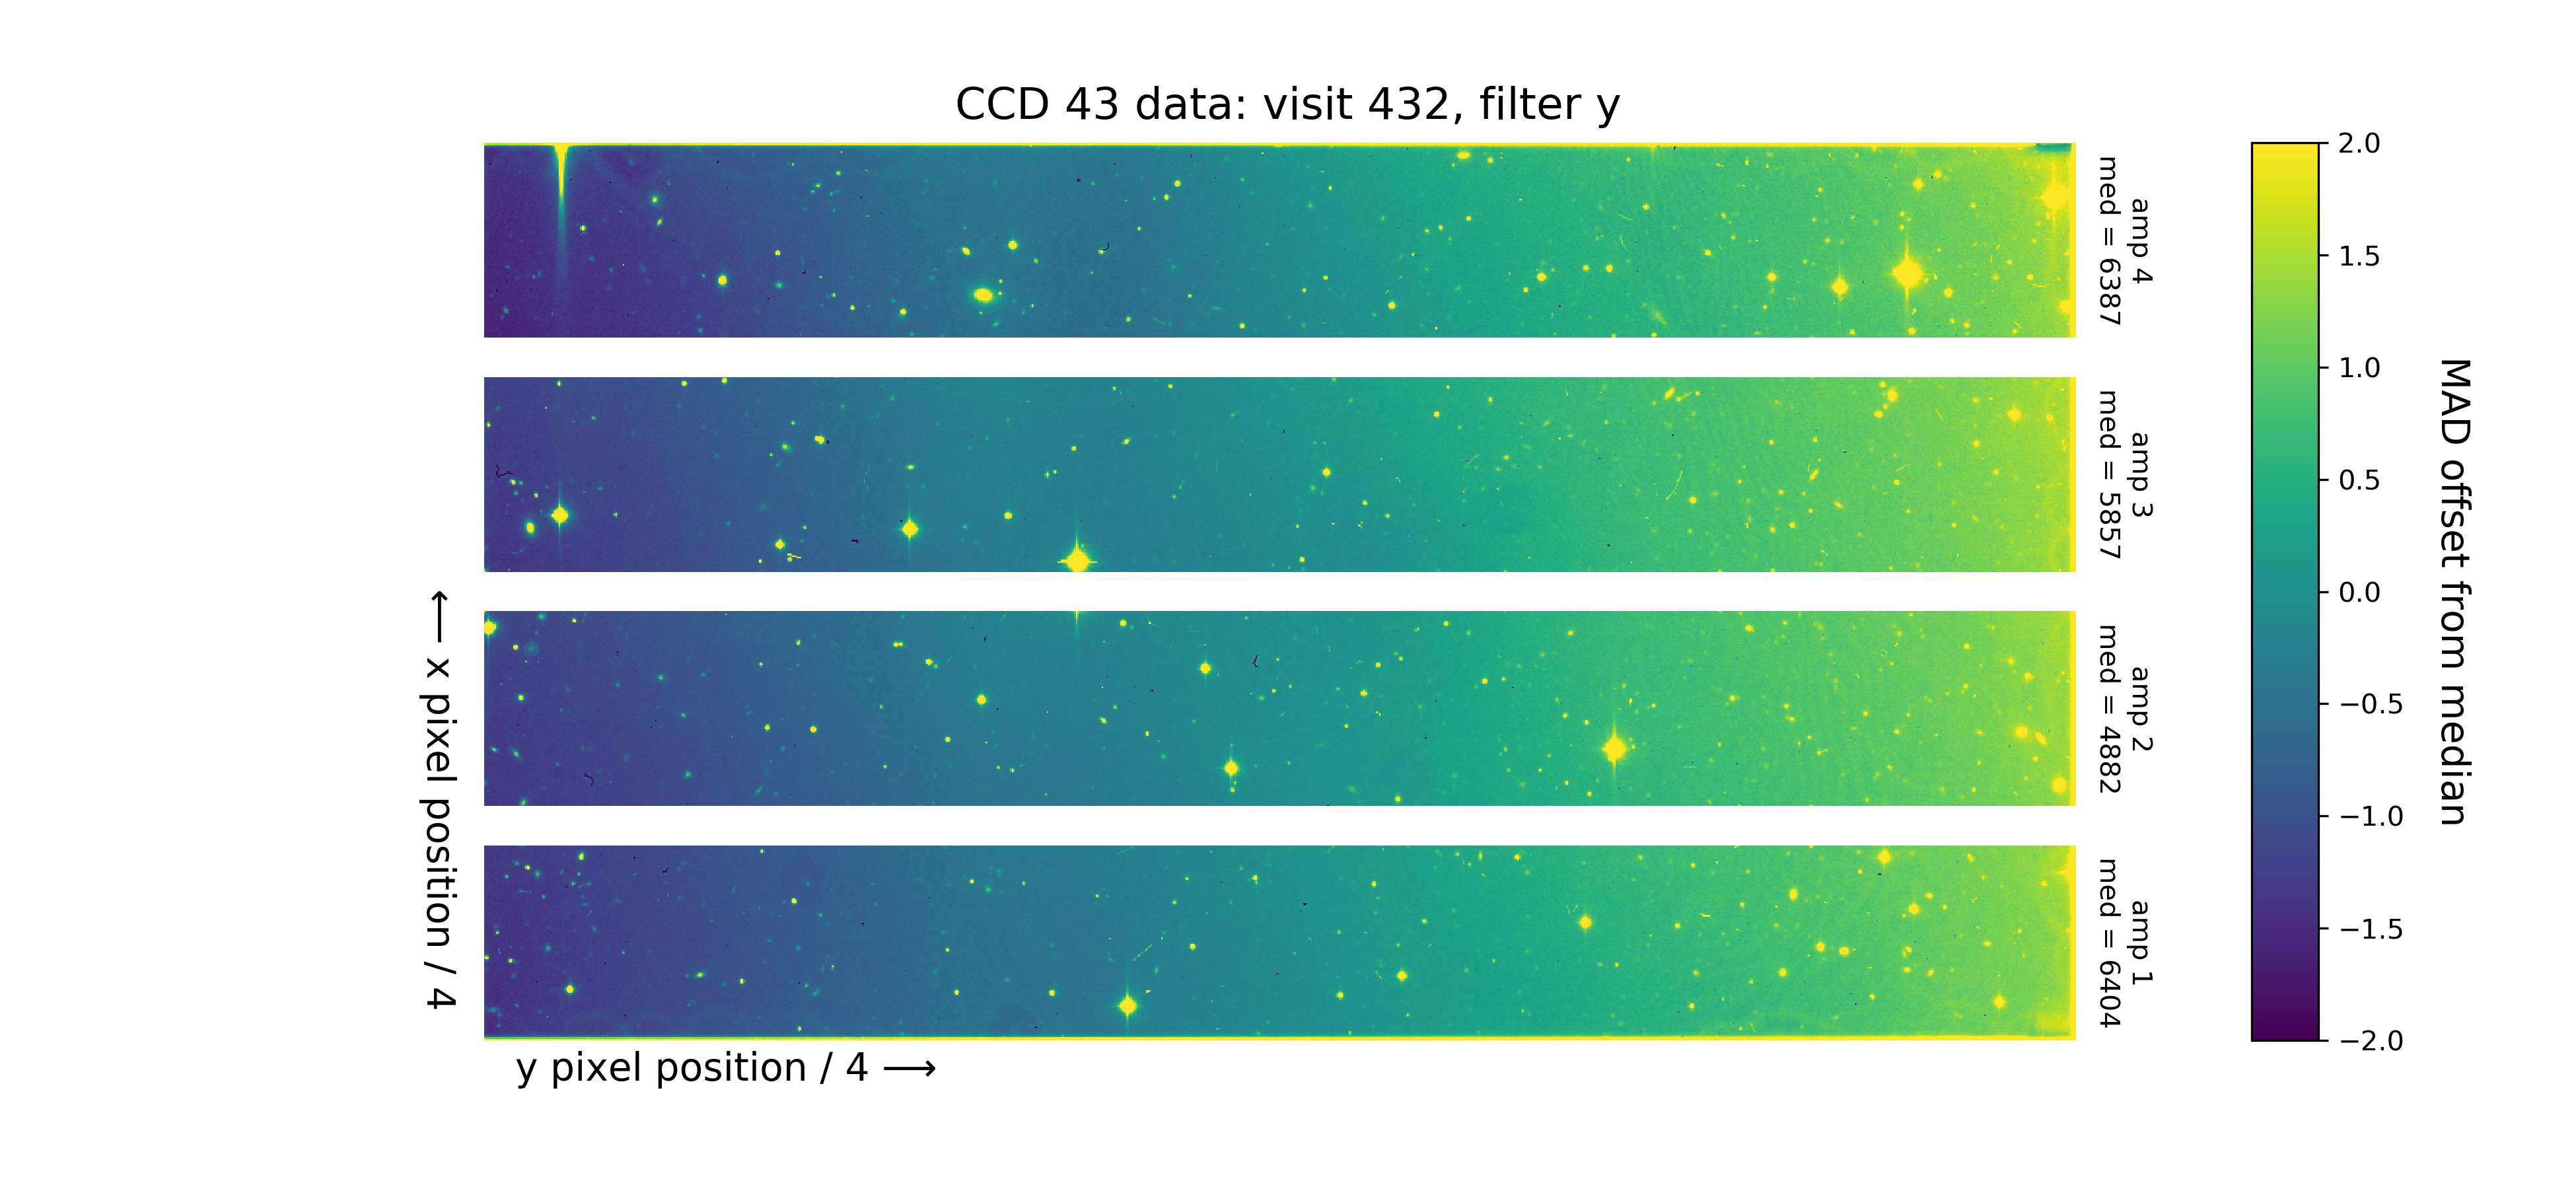 CCD 43 data: visit 432, filter y
amp 4
med = 6387
amp 3
med = 5857
amp 2
med = 4882
amp 1
med = 6404
⟵ x pixel position / 4
y pixel position / 4 ⟶
2.0
1.5
1.0
0.5
0.0
−0.5
−1.0
−1.5
−2.0
MAD offset from median